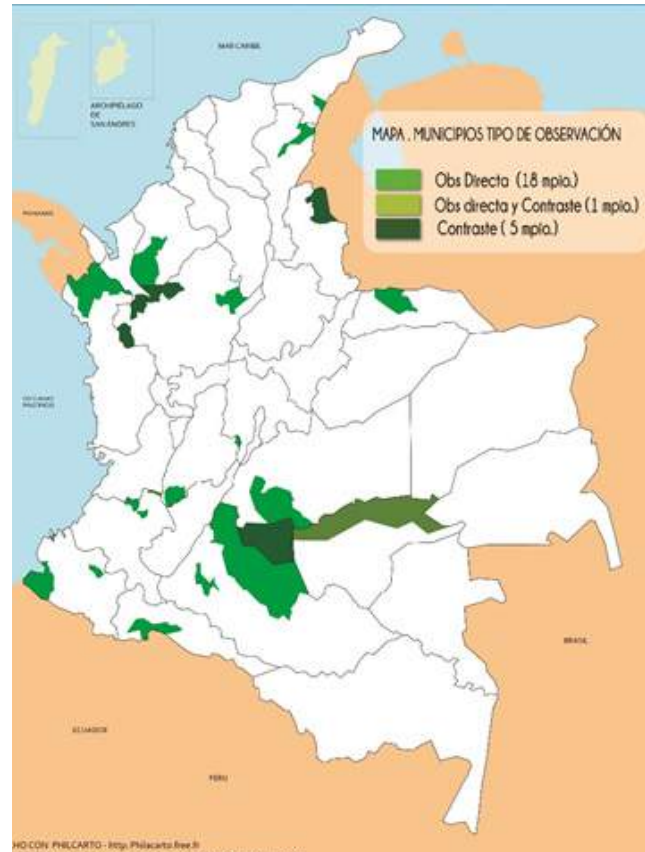 MAR CARIBE
ARCHIPIÉLAGO
DE
SAN ANDRES
MAPA . MUNICIPIOS TIPO DE OBSERVACIÓN
Obs Directa (18 mpio.)
Obs directa y Contraste (1 mpio.)
Contraste ( 5 mpio.)
PANAMA
OCEANO
PACIFICO
BRASIL
ECUADOR
PERU
HO CON PHILCARTO - http. Philacarto free.fr